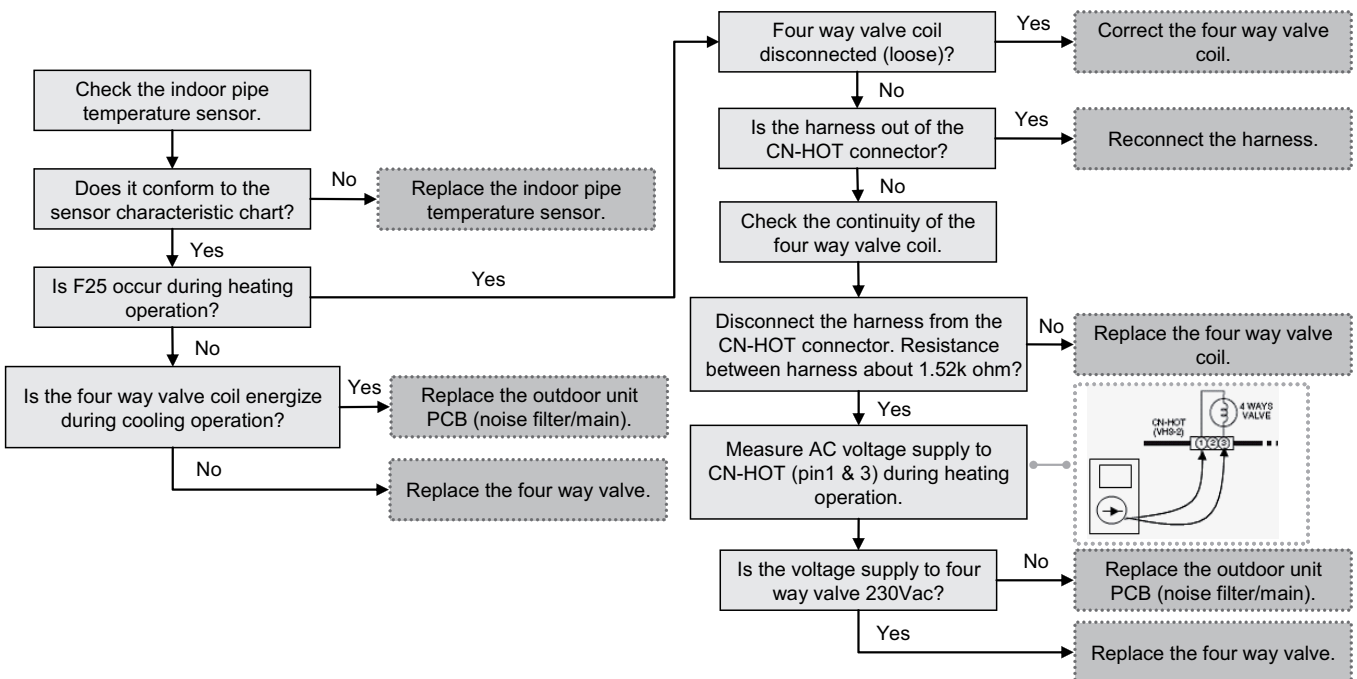 Check the indoor pipe
temperature sensor.
Does it conform to the
sensor characteristic chart?
No
Replace the indoor pipe
temperature sensor.
Yes
Is F25 occur during heating
operation?
Yes
No
Is the four way valve coil energize
during cooling operation?
Yes
Replace the outdoor unit
PCB (noise filter/main).
No
Replace the four way valve.
Four way valve coil
disconnected (loose)?
Yes
Correct the four way valve
coil.
No
Is the harness out of the
CN-HOT connector?
Yes
Reconnect the harness.
No
Check the continuity of the
four way valve coil.
Disconnect the harness from the
CN-HOT connector. Resistance
between harness about 1.52k ohm?
No
Replace the four way valve
coil.
Yes
Measure AC voltage supply to
CN-HOT (pin1 & 3) during heating
operation.
4 WAYS
VALVE
CN-HOT
(VH9-2)
1 2 3
Is the voltage supply to four
way valve 230Vac?
No
Replace the outdoor unit
PCB (noise filter/main).
Yes
Replace the four way valve.